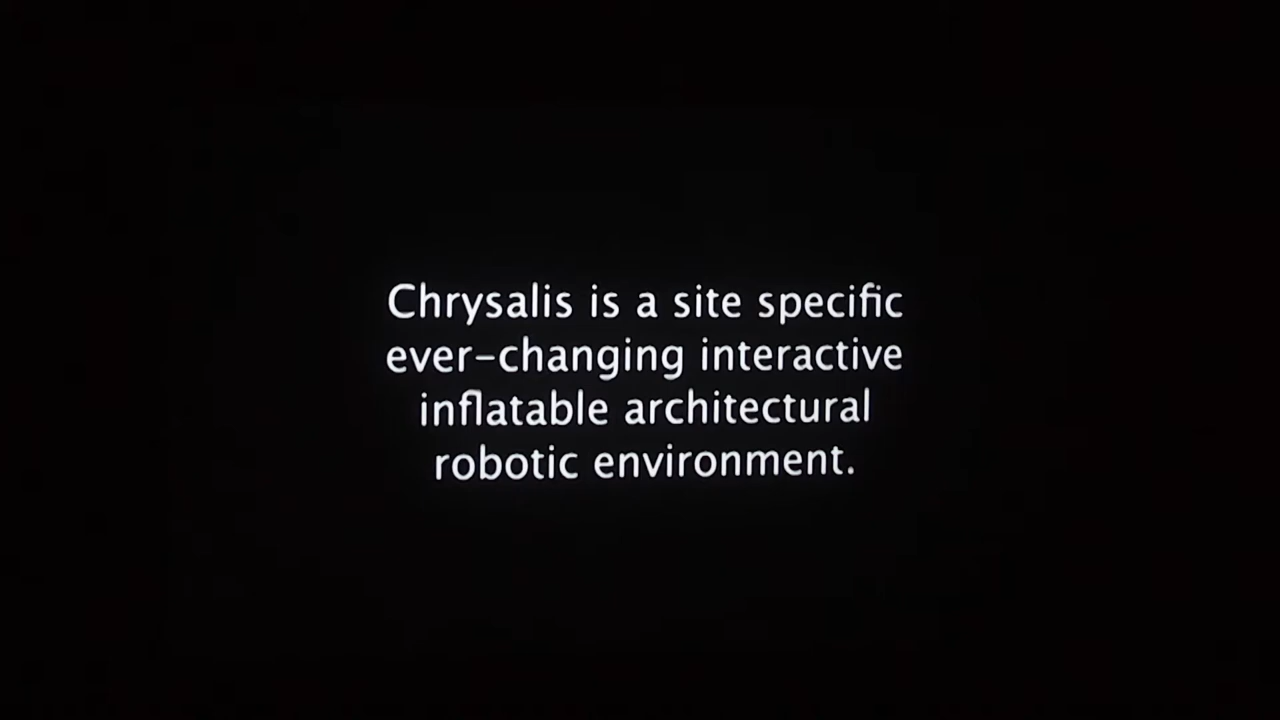 Chrysalis is a site specific
ever-changing interactive
inflatable architectural
robotic environment.